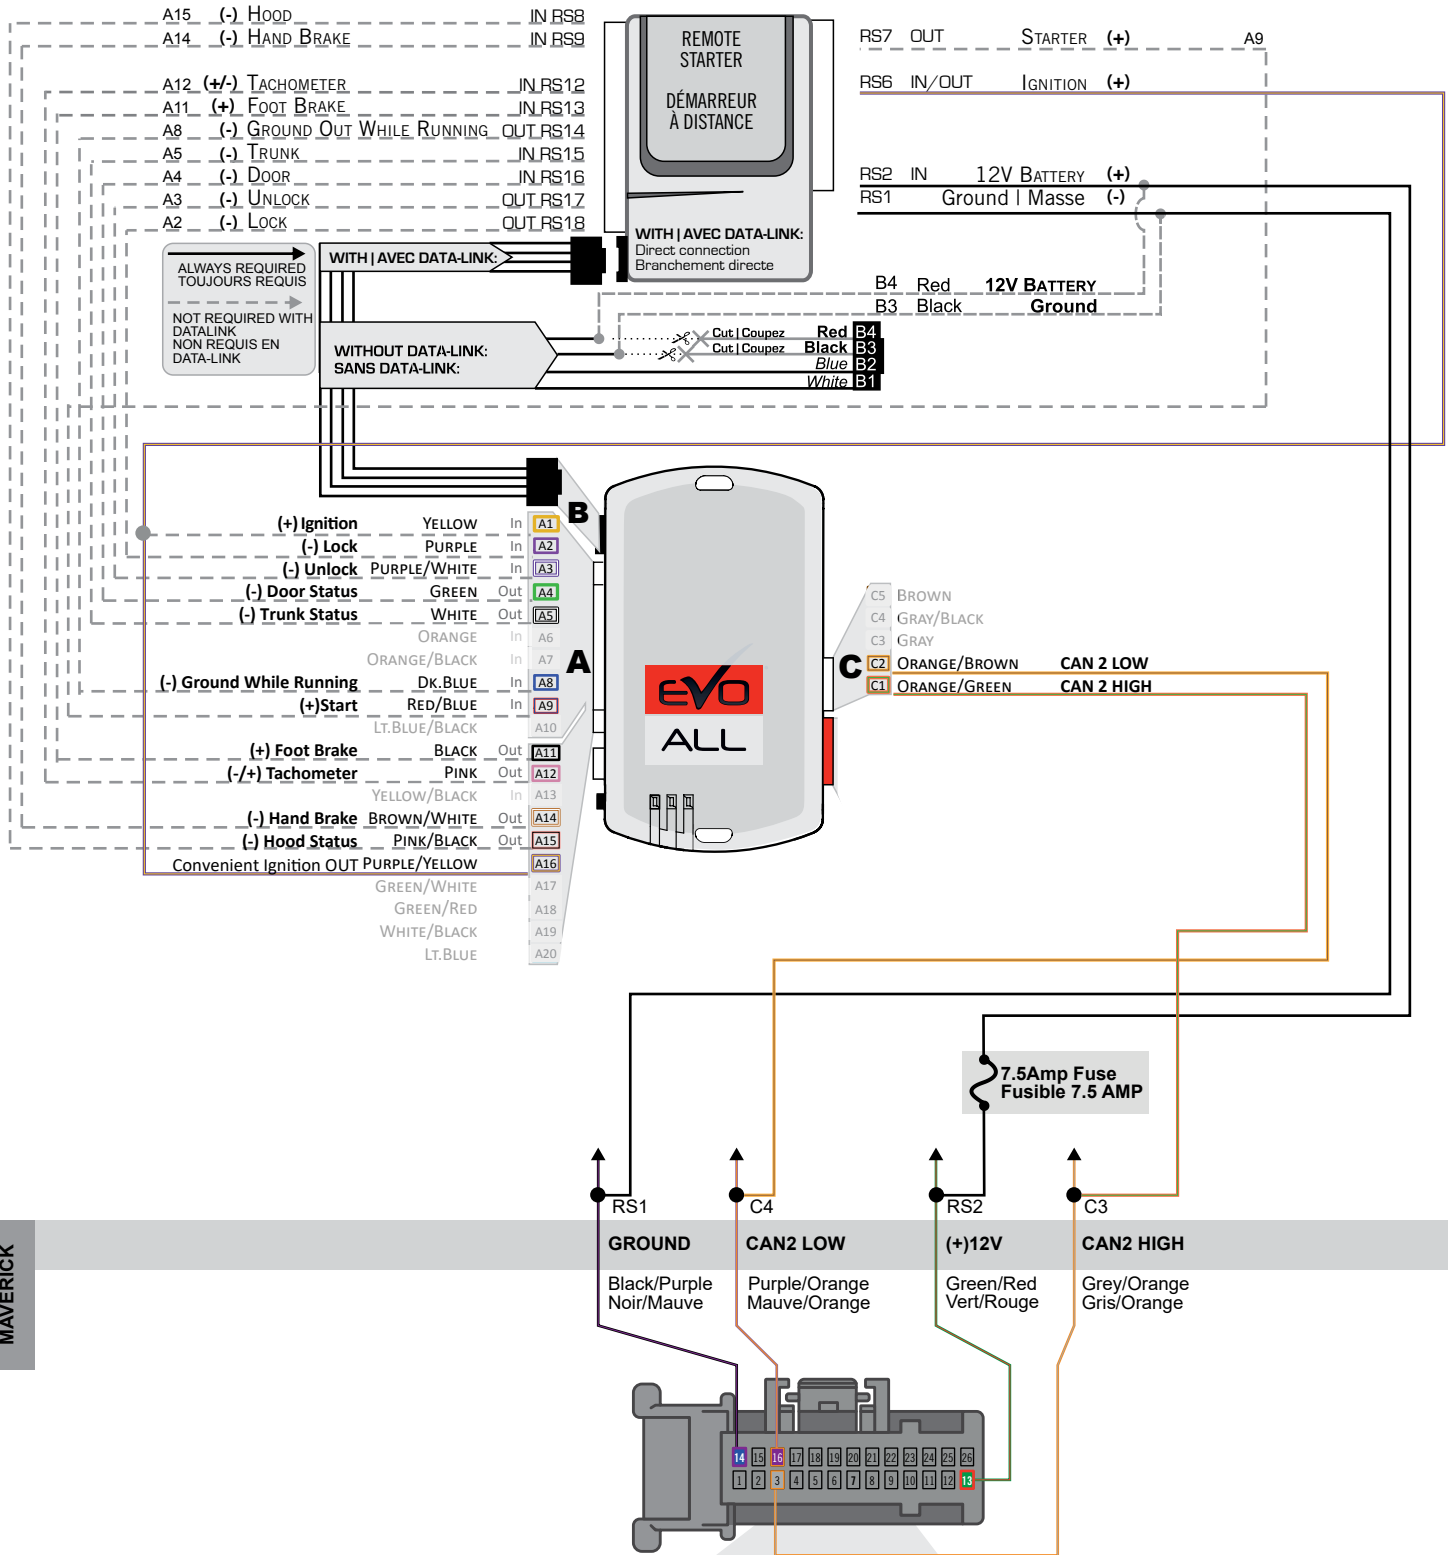 A15 (-) HOOD IN RS8
A14 (-) HAND BRAKE IN RS9
A12 (+/-) TACHOMETER IN RS12
A11 (+) FOOT BRAKE IN RS13
A8 (-) GROUND OUT WHILE RUNNING OUT RS14
A5 (-) TRUNK IN RS15
A4 (-) DOOR IN RS16
A3 (-) UNLOCK OUT RS17
A2 (-) LOCK OUT RS18
REMOTE
STARTER
DÉMARREUR
À DISTANCE
WITH | AVEC DATA-LINK:
Direct connection
Branchement directe
RS7 OUT STARTER (+) A9
RS6 IN/OUT IGNITION (+)
RS2 IN 12V BATTERY (+)
RS1 Ground | Masse (-)
ALWAYS REQUIRED
TOUJOURS REQUIS
NOT REQUIRED WITH
DATALINK
NON REQUIS EN
DATA-LINK
WITH | AVEC DATA-LINK:
WITHOUT DATA-LINK:
SANS DATA-LINK:
B4 Red 12V BATTERY
B3 Black Ground
Cut | Coupez Red B4
Cut | Coupez Black B3
Blue B2
White B1
B
(+) Ignition YELLOW In A1
(-) Lock PURPLE In A2
(-) Unlock PURPLE/WHITE In A3
(-) Door Status GREEN Out A4
(-) Trunk Status WHITE Out A5
ORANGE In A6
ORANGE/BLACK In A7
(-) Ground While Running DK.BLUE In A8
(+)Start RED/BLUE In A9
LT.BLUE/BLACK A10
(+) Foot Brake BLACK Out A11
(-/+) Tachometer PINK Out A12
YELLOW/BLACK In A13
(-) Hand Brake BROWN/WHITE Out A14
(-) Hood Status PINK/BLACK Out A15
Convenient Ignition OUT PURPLE/YELLOW A16
GREEN/WHITE A17
GREEN/RED A18
WHITE/BLACK A19
LT.BLUE A20
A
EVO
ALL
C
C5 BROWN
C4 GRAY/BLACK
C3 GRAY
C2 ORANGE/BROWN CAN 2 LOW
C1 ORANGE/GREEN CAN 2 HIGH
7.5Amp Fuse
Fusible 7.5 AMP
RS1 C4 RS2 C3
MAVERICK
GROUND CAN2 LOW (+)12V CAN2 HIGH
Black/Purple Purple/Orange Green/Red Grey/Orange
Noir/Mauve Mauve/Orange Vert/Rouge Gris/Orange
14 15 16 17 18 19 20 21 22 23 24 25 26
1 2 3 4 5 6 7 8 9 10 11 12 13